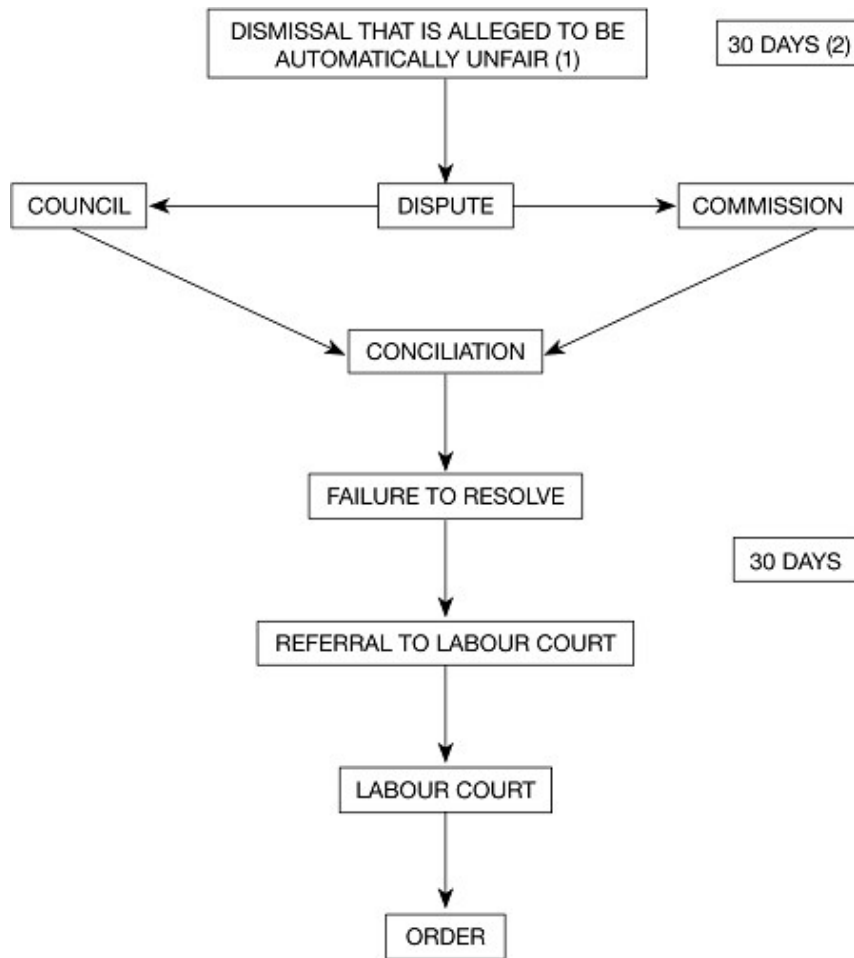 DISMISSAL THAT IS ALLEGED TO BE
AUTOMATICALLY UNFAIR (1)
30 DAYS (2)
COUNCIL
DISPUTE
COMMISSION
CONCILIATION
FAILURE TO RESOLVE
30 DAYS
REFERRAL TO LABOUR COURT
LABOUR COURT
ORDER